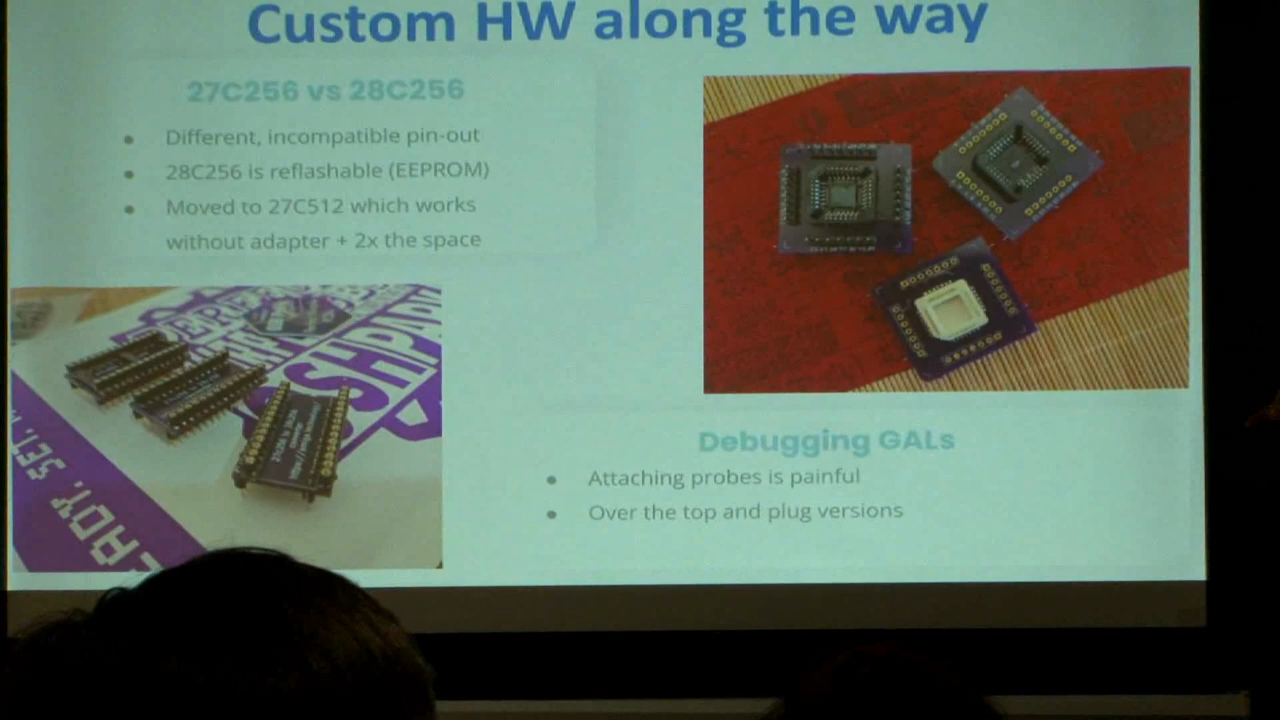 Custom HW along the way
27C256 vs 28C256
Different, incompatible pin-out
28C256 is reflashable (EEPROM)
Moved to 27C512 which works
without adapter + 2x the space
Debugging GALs
Attaching probes is painful
Over the top and plug versions